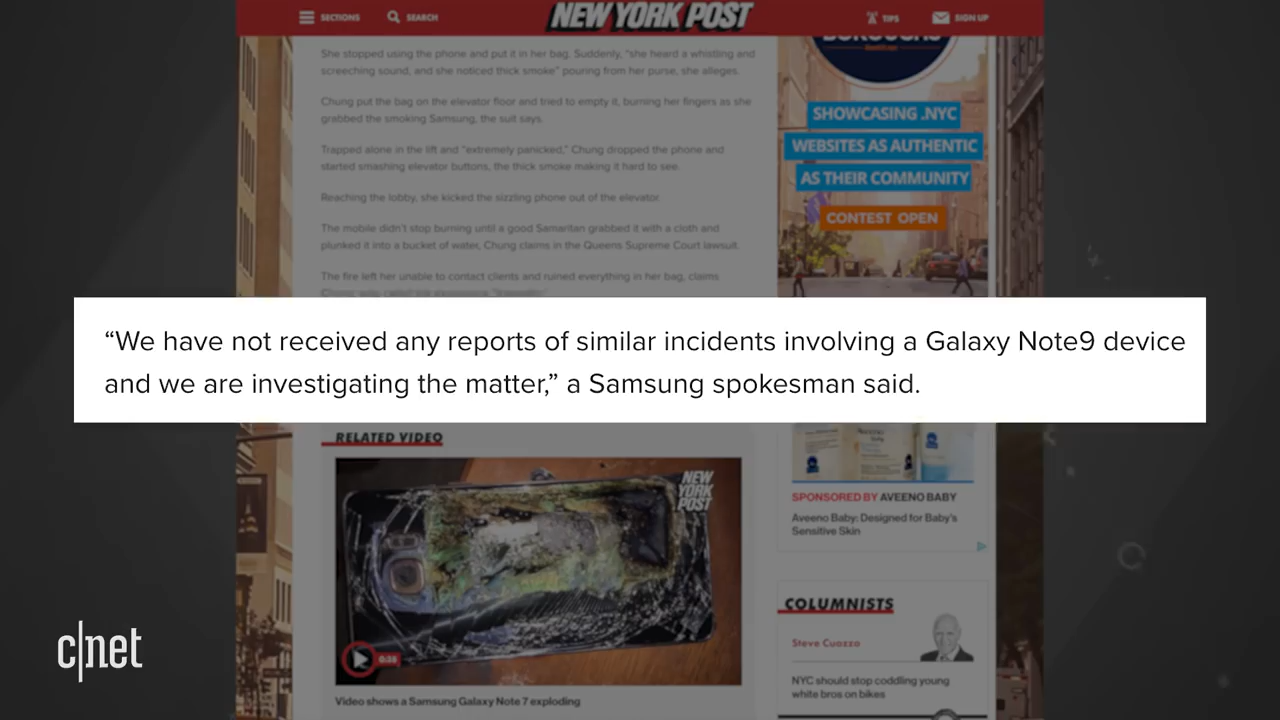 SECTIONS
SEARCH
NEW YORK POST
TIPS
SIGN UP
She stopped using the phone and put it in her bag. Suddenly, “she heard a whistling and
screeching sound, and she noticed thick smoke” pouring from her purse, she alleges.
Chung put the bag on the elevator floor and tried to empty it, burning her fingers as she
grabbed the smoking Samsung, the suit says.
Trapped alone in the lift and “extremely panicked,” Chung dropped the phone and
started smashing elevator buttons, the thick smoke making it hard to see.
Reaching the lobby, she kicked the sizzling phone out of the elevator.
The mobile didn’t stop burning until a good Samaritan grabbed it with a cloth and
plunked it into a bucket of water, Chung claims in the Queens Supreme Court lawsuit.
The fire left her unable to contact clients and ruined everything in her bag, claims
BOROUGHS
SHOWCASING .NYC
WEBSITES AS AUTHENTIC
AS THEIR COMMUNITY
CONTEST OPEN
“We have not received any reports of similar incidents involving a Galaxy Note9 device
and we are investigating the matter,” a Samsung spokesman said.
RELATED VIDEO
NEW
YORK
POST
0:38
Video shows a Samsung Galaxy Note 7 exploding
SPONSORED BY AVEENO BABY
Aveeno Baby: Designed for Baby’s
Sensitive Skin
COLUMNISTS
Steve Cuozzo
NYC should stop coddling young
white bros on bikes
c|net